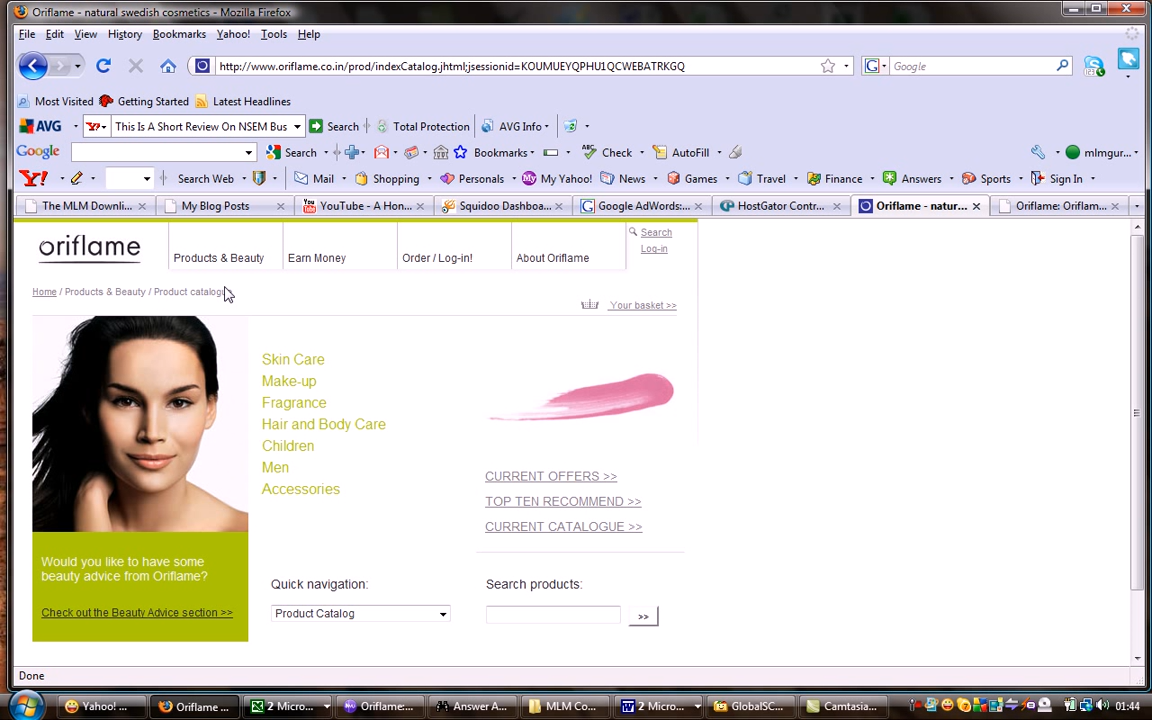 Oriflame - natural swedish cosmetics - Mozilla Firefox
File Edit View History Bookmarks Yahoo! Tools Help
http://www.oriflame.co.in/prod/indexCatalog.jhtml;jsessionid=KOUMUEYQPHU1QCWEBATRKGQ
Google
Most Visited Getting Started Latest Headlines
AVG This Is A Short Review On NSEM Bus Search Total Protection AVG Info
Google Search Bookmarks Check AutoFill mlmgur...
Y! Search Web Mail Shopping Personals My Yahoo! News Games Travel Finance Answers Sports Sign In
The MLM Downli... My Blog Posts YouTube - A Hon... Squidoo Dashboa... Google AdWords:... HostGator Contr... Oriflame - natur... Oriflame: Oriflam...
oriflame Products & Beauty Earn Money Order / Log-in! About Oriflame
Search
Log-in
Home / Products & Beauty / Product catalogue
Your basket >>
Skin Care
Make-up
Fragrance
Hair and Body Care
Children
Men
Accessories
CURRENT OFFERS >>
TOP TEN RECOMMEND >>
CURRENT CATALOGUE >>
Would you like to have some
beauty advice from Oriflame?
Check out the Beauty Advice section >>
Quick navigation:
Product Catalog
Search products:
>>
Done
Yahoo! ... Oriflame ... 2 Micro... Oriflame:... Answer A... MLM Co... 2 Micro... GlobalSC... Camtasia... 01:44